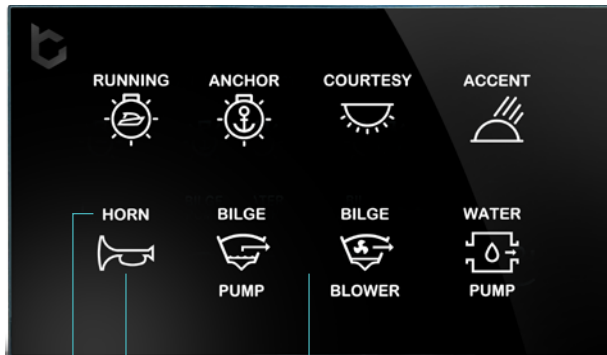 RUNNING ANCHOR COURTESY ACCENT
HORN BILGE BILGE WATER
PUMP BLOWER PUMP